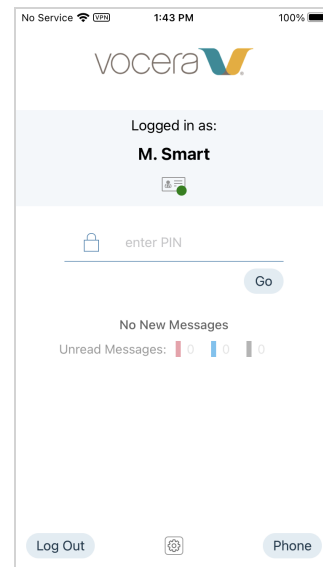 No Service VPN 1:43 PM 100%
vocera
Logged in as:
M. Smart
enter PIN
Go
No New Messages
Unread Messages: 0 0 0
Log Out Phone